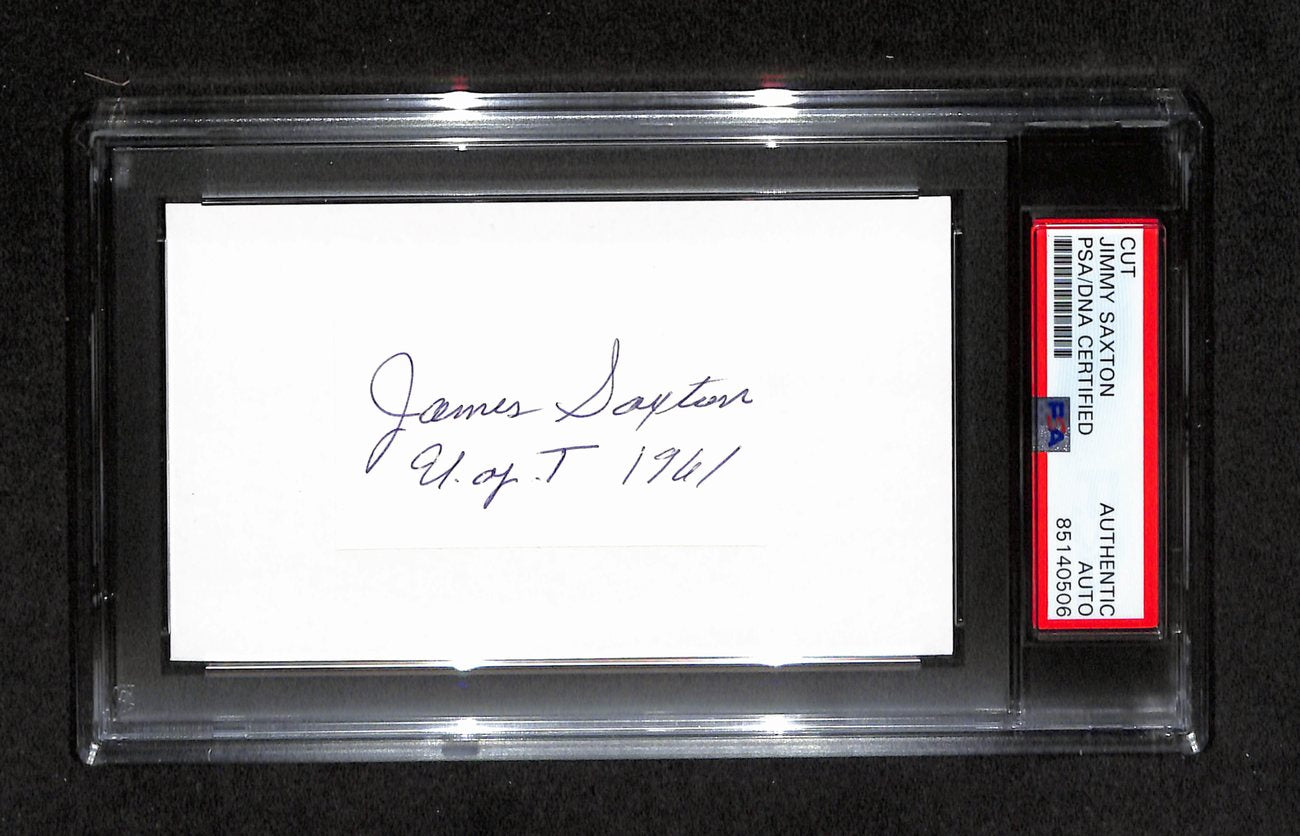 James Saxton
U. of .T 1961
CUT
JIMMY SAXTON
PSA/DNA CERTIFIED
AUTHENTIC
AUTO
85140506
PSA